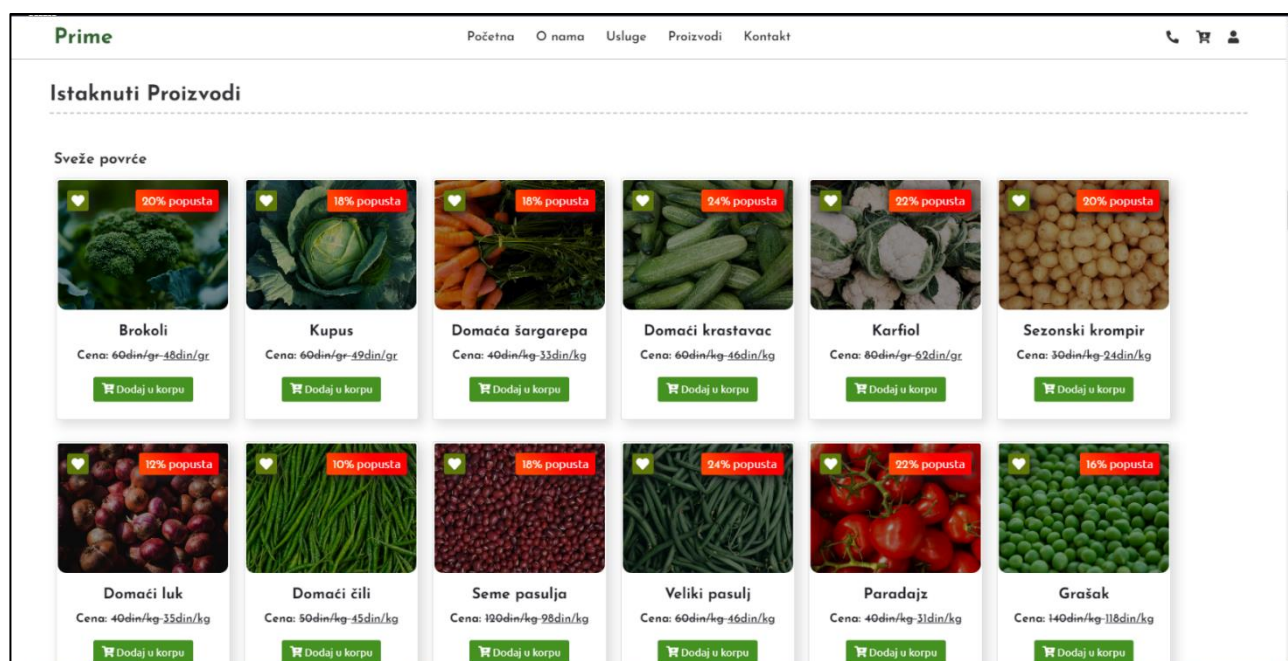 Prime
Početna O nama Usluge Proizvodi Kontakt
Istaknuti Proizvodi
Sveže povrće
20% popusta 18% popusta 18% popusta 24% popusta 22% popusta 20% popusta
Brokoli Kupus Domaća šargarepa Domaći krastavac Karfiol Sezonski krompir
Cena: 60din/gr 48din/gr Cena: 60din/gr 49din/gr Cena: 40din/kg 33din/kg Cena: 60din/kg 46din/kg Cena: 80din/gr 62din/gr Cena: 30din/kg 24din/kg
Dodaj u korpu Dodaj u korpu Dodaj u korpu Dodaj u korpu Dodaj u korpu Dodaj u korpu
12% popusta 10% popusta 18% popusta 24% popusta 22% popusta 16% popusta
Domaći luk Domaći čili Seme pasulja Veliki pasulj Paradajz Grašak
Cena: 40din/kg 35din/kg Cena: 50din/kg 45din/kg Cena: 120din/kg 98din/kg Cena: 60din/kg 46din/kg Cena: 40din/kg 31din/kg Cena: 140din/kg 118din/kg
Dodaj u korpu Dodaj u korpu Dodaj u korpu Dodaj u korpu Dodaj u korpu Dodaj u korpu